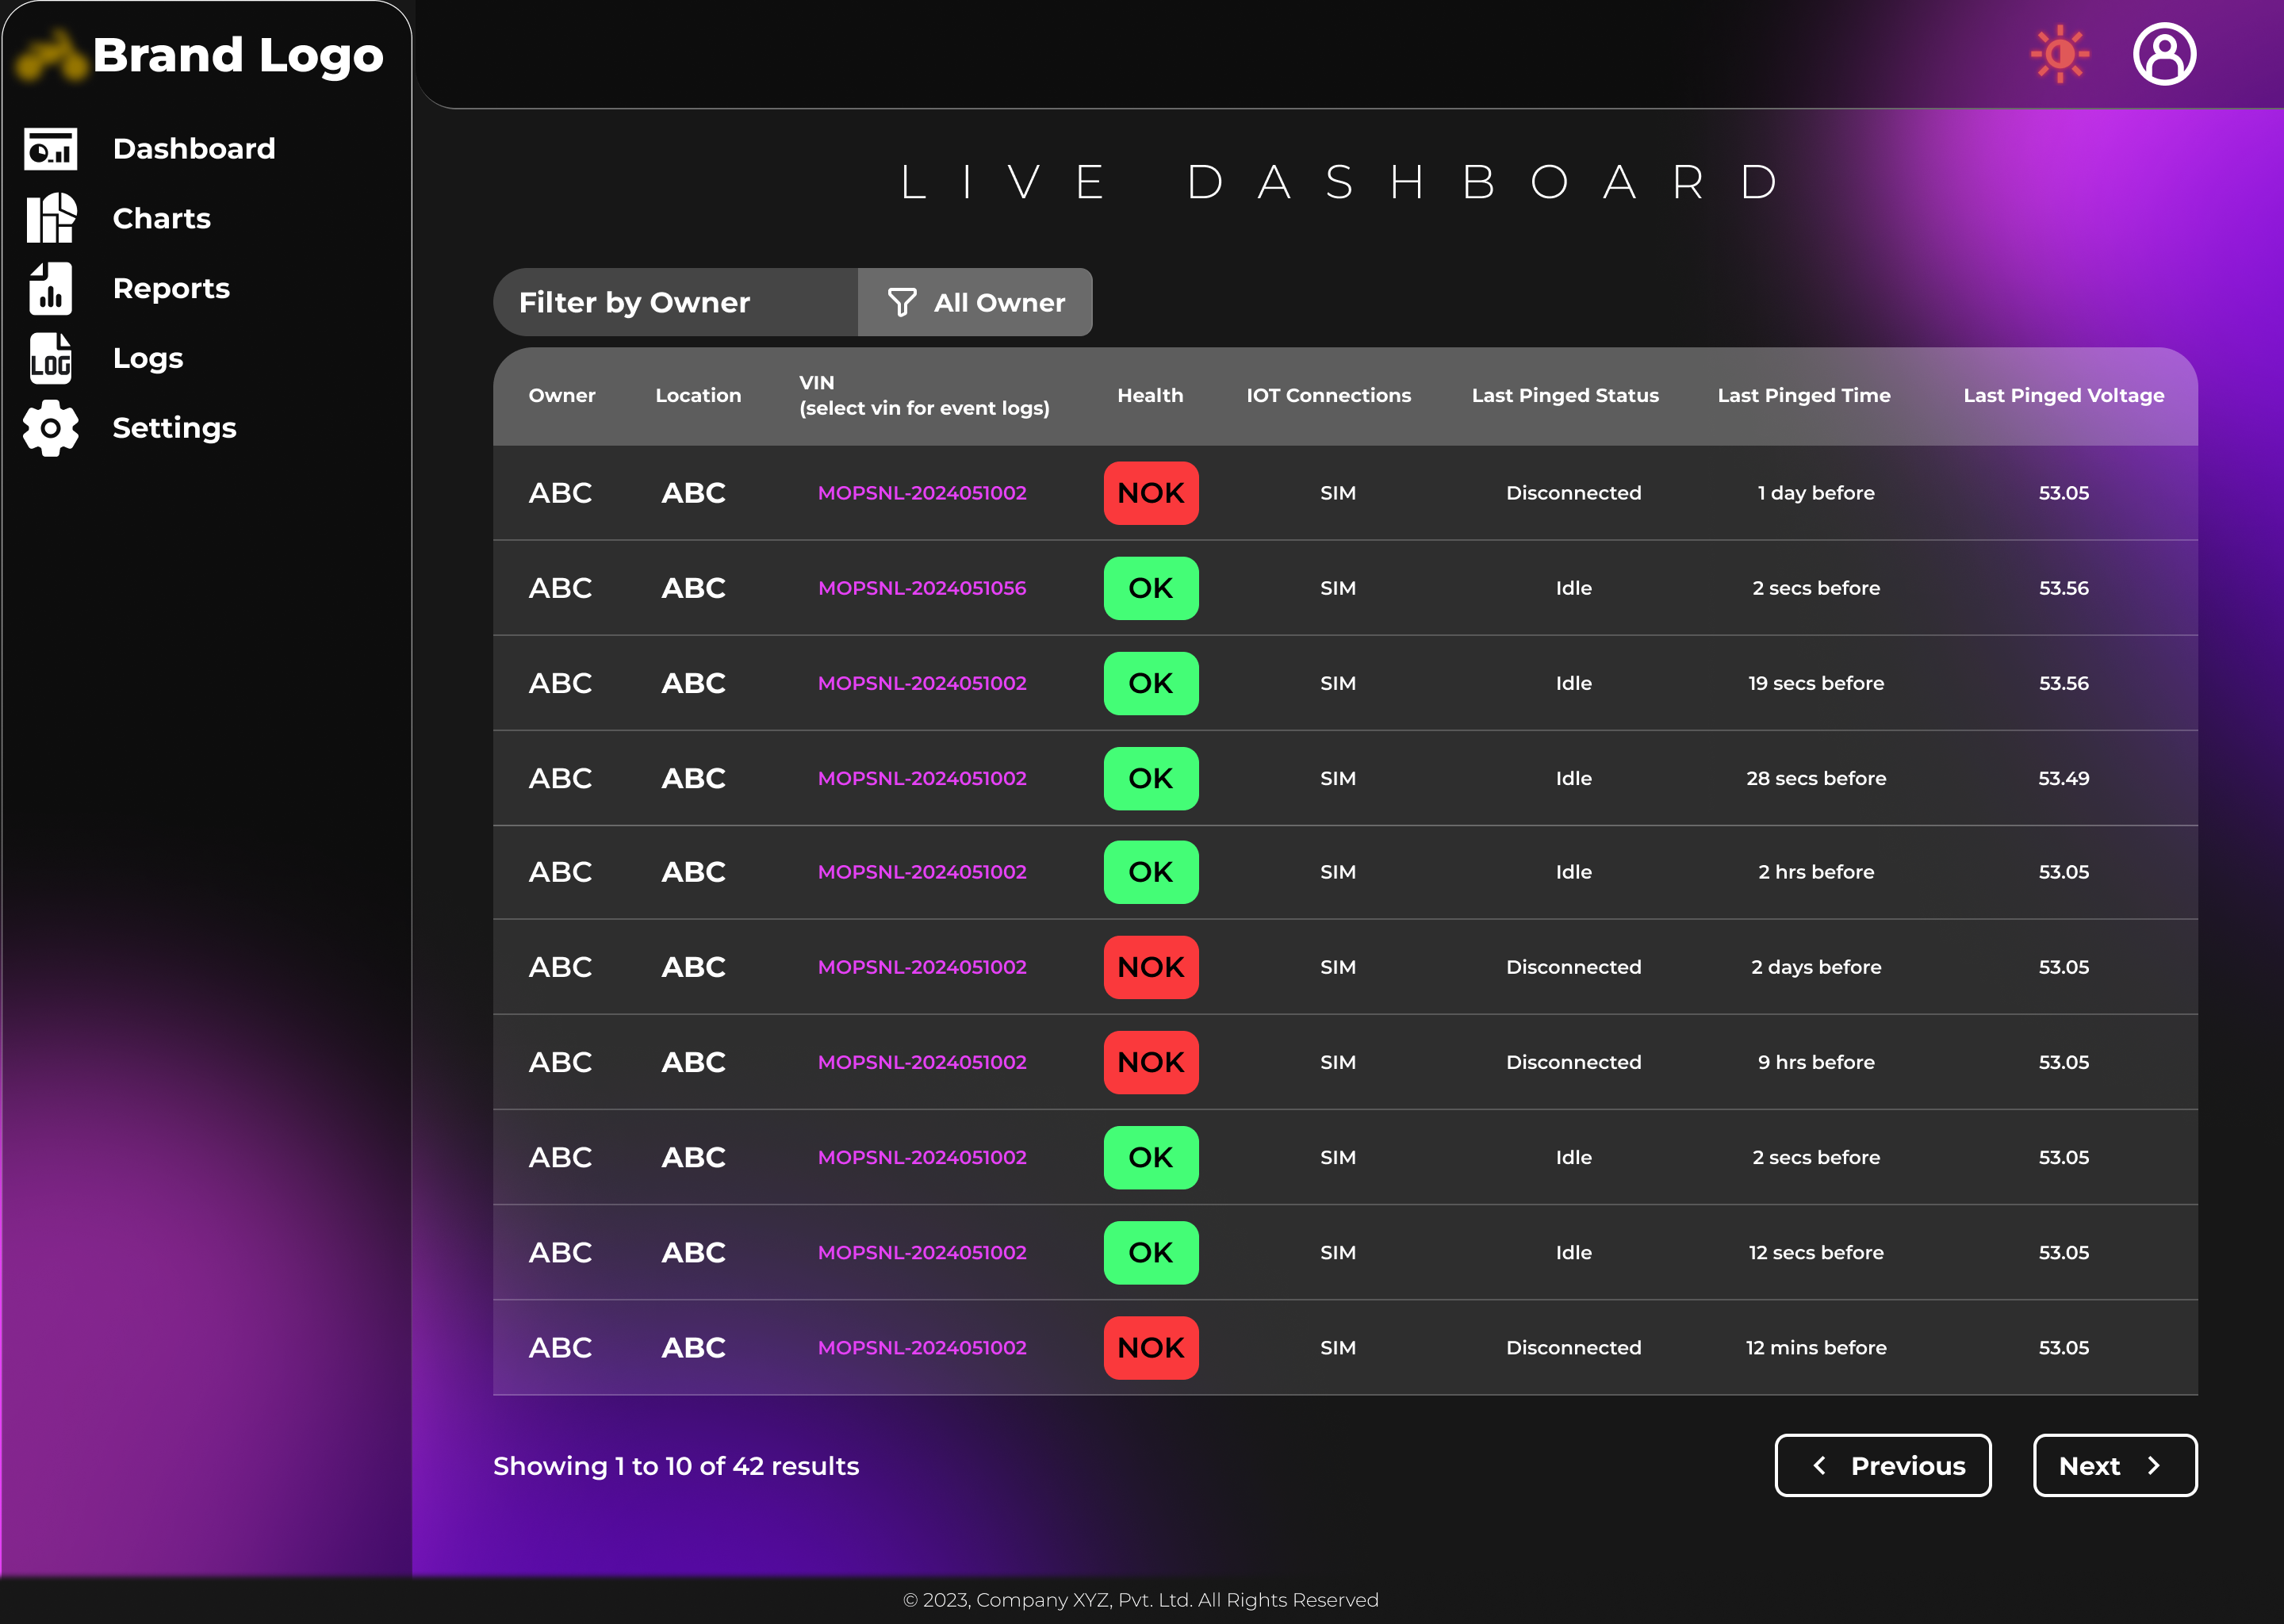 Brand Logo
Dashboard
Charts
Reports
LOG
Logs
Settings
LIVE DASHBOARD
Filter by Owner All Owner
Owner Location VIN (select vin for event logs) Health IOT Connections Last Pinged Status Last Pinged Time Last Pinged Voltage
ABC ABC MOPSNL-2024051002 NOK SIM Disconnected 1 day before 53.05
ABC ABC MOPSNL-2024051056 OK SIM Idle 2 secs before 53.56
ABC ABC MOPSNL-2024051002 OK SIM Idle 19 secs before 53.56
ABC ABC MOPSNL-2024051002 OK SIM Idle 28 secs before 53.49
ABC ABC MOPSNL-2024051002 OK SIM Idle 2 hrs before 53.05
ABC ABC MOPSNL-2024051002 NOK SIM Disconnected 2 days before 53.05
ABC ABC MOPSNL-2024051002 NOK SIM Disconnected 9 hrs before 53.05
ABC ABC MOPSNL-2024051002 OK SIM Idle 2 secs before 53.05
ABC ABC MOPSNL-2024051002 OK SIM Idle 12 secs before 53.05
ABC ABC MOPSNL-2024051002 NOK SIM Disconnected 12 mins before 53.05
Showing 1 to 10 of 42 results Previous Next
© 2023, Company XYZ, Pvt. Ltd. All Rights Reserved